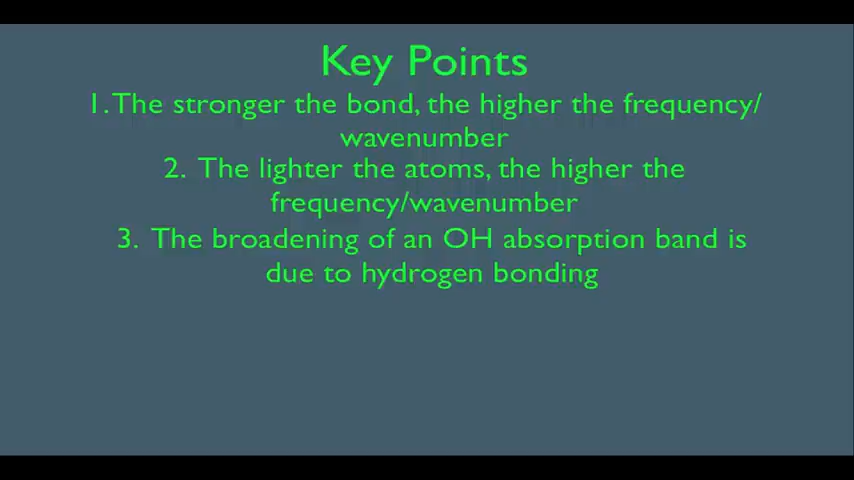 Key Points
1. The stronger the bond, the higher the frequency/
wavenumber
2. The lighter the atoms, the higher the
frequency/wavenumber
3. The broadening of an OH absorption band is
due to hydrogen bonding